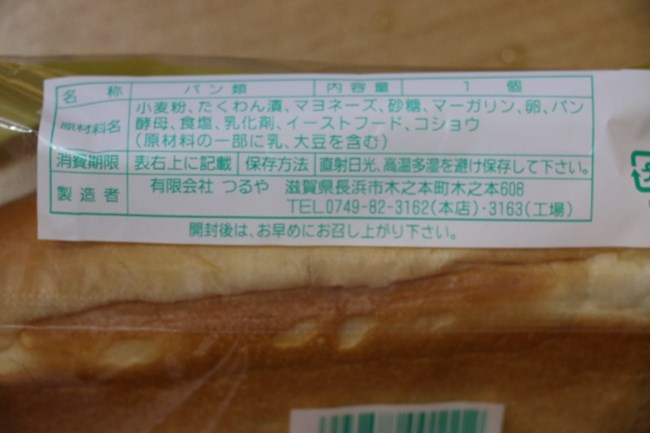 名 称 パン類 内容量 1 個
原材料名 小麦粉、たくわん漬、マヨネーズ、砂糖、マーガリン、卵、パン
酵母、食塩、乳化剤、イーストフード、コショウ
(原材料の一部に乳、大豆を含む)
消費期限 表右上に記載 保存方法 直射日光、高温多湿を避け保存して下さい。
製造者 有限会社 つるや 滋賀県長浜市木之本町木之本608
TEL0749-82-3162(本店)・3163(工場)
開封後は、お早めにお召し上がり下さい。